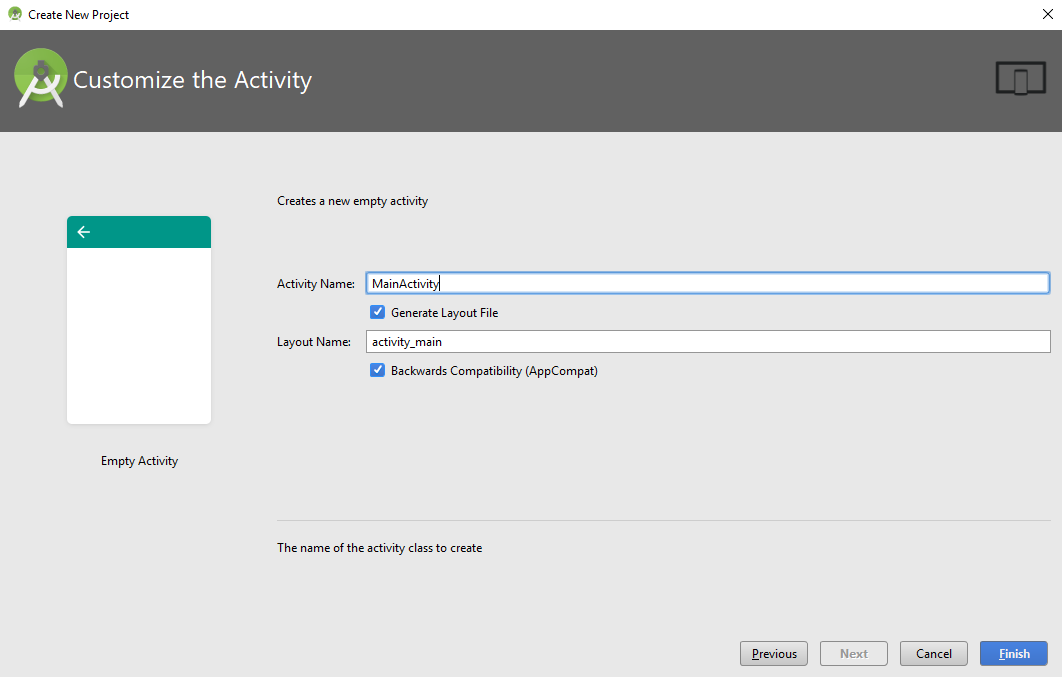 Create New Project
Customize the Activity
Creates a new empty activity
Activity Name: MainActivity
Generate Layout File
Layout Name: activity_main
Backwards Compatibility (AppCompat)
Empty Activity
The name of the activity class to create
Previous Next Cancel Finish